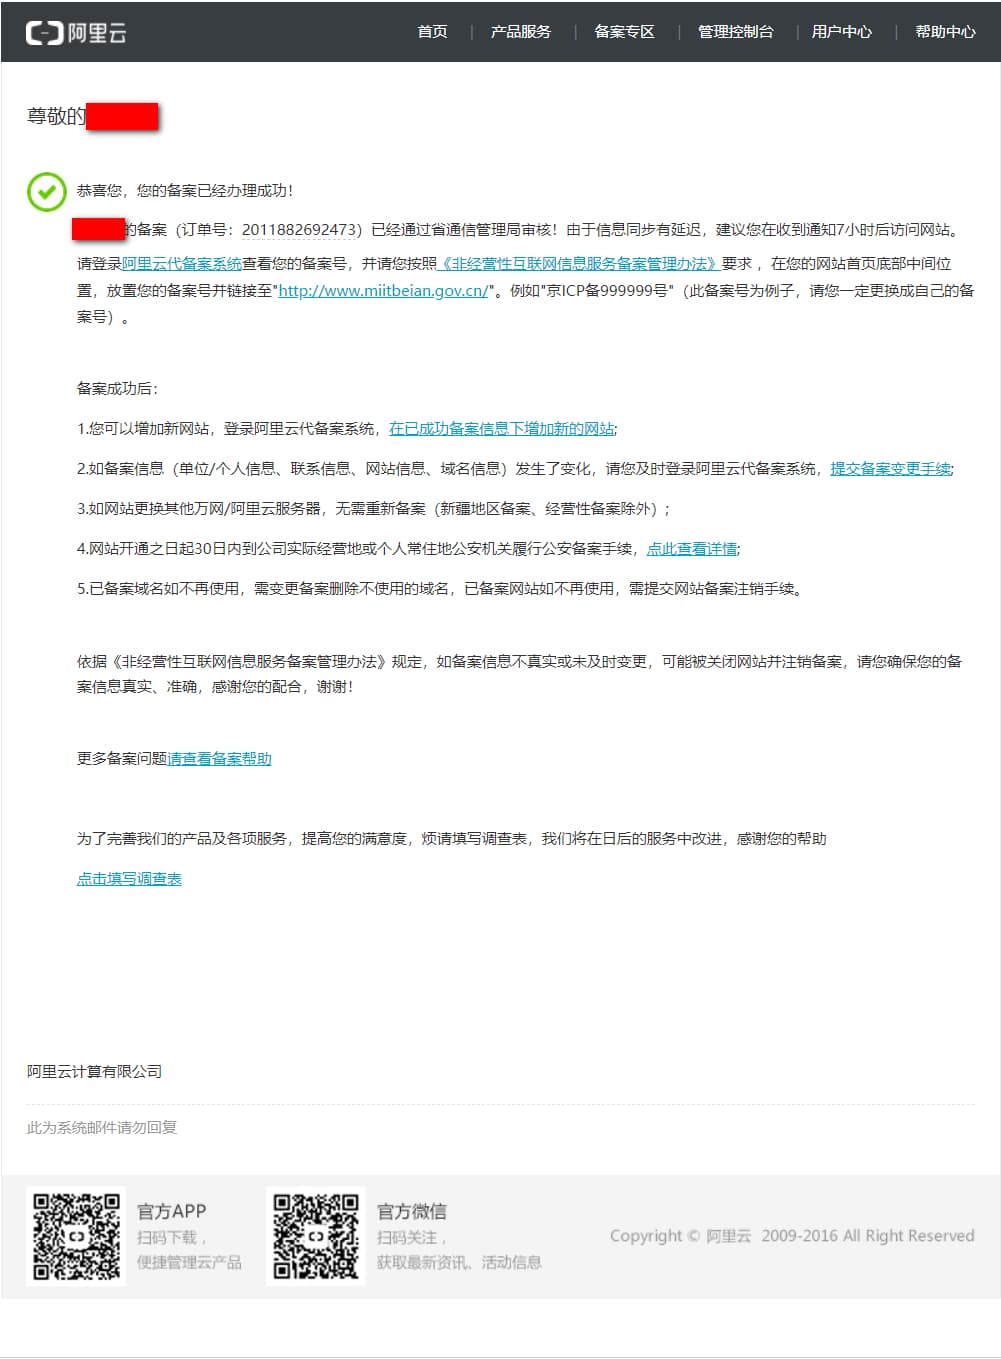 阿里云
首页 | 产品服务 | 备案专区 | 管理控制台 | 用户中心 | 帮助中心
尊敬的
恭喜您，您的备案已经办理成功！
的备案（订单号：2011882692473）已经通过省通信管理局审核！由于信息同步有延迟，建议您在收到通知7小时后访问网站。
请登录阿里云代备案系统查看您的备案号，并请您按照《非经营性互联网信息服务备案管理办法》要求 ，在您的网站首页底部中间位
置，放置您的备案号并链接至"http://www.miitbeian.gov.cn/"。例如"京ICP备999999号"（此备案号为例子，请您一定更换成自己的备
案号）。
备案成功后：
1.您可以增加新网站，登录阿里云代备案系统，在已成功备案信息下增加新的网站;
2.如备案信息（单位/个人信息、联系信息、网站信息、域名信息）发生了变化，请您及时登录阿里云代备案系统，提交备案变更手续;
3.如网站更换其他万网/阿里云服务器，无需重新备案（新疆地区备案、经营性备案除外）;
4.网站开通之日起30日内到公司实际经营地或个人常住地公安机关履行公安备案手续，点此查看详情;
5.已备案域名如不再使用，需变更备案删除不使用的域名，已备案网站如不再使用，需提交网站备案注销手续。
依据《非经营性互联网信息服务备案管理办法》规定，如备案信息不真实或未及时变更，可能被关闭网站并注销备案，请您确保您的备
案信息真实、准确，感谢您的配合，谢谢！
更多备案问题请查看备案帮助
为了完善我们的产品及各项服务，提高您的满意度，烦请填写调查表，我们将在日后的服务中改进，感谢您的帮助
点击填写调查表
阿里云计算有限公司
此为系统邮件请勿回复
官方APP
扫码下载，
便捷管理云产品
官方微信
扫码关注，
获取最新资讯、活动信息
Copyright © 阿里云 2009-2016 All Right Reserved